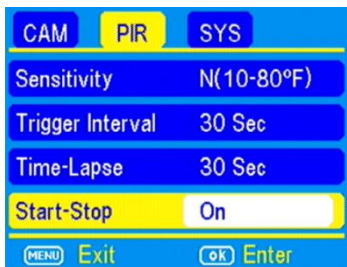 CAM PIR SYS
Sensitivity N(10-80ºF)
Trigger Interval 30 Sec
Time-Lapse 30 Sec
Start-Stop On
MENU Exit ok Enter